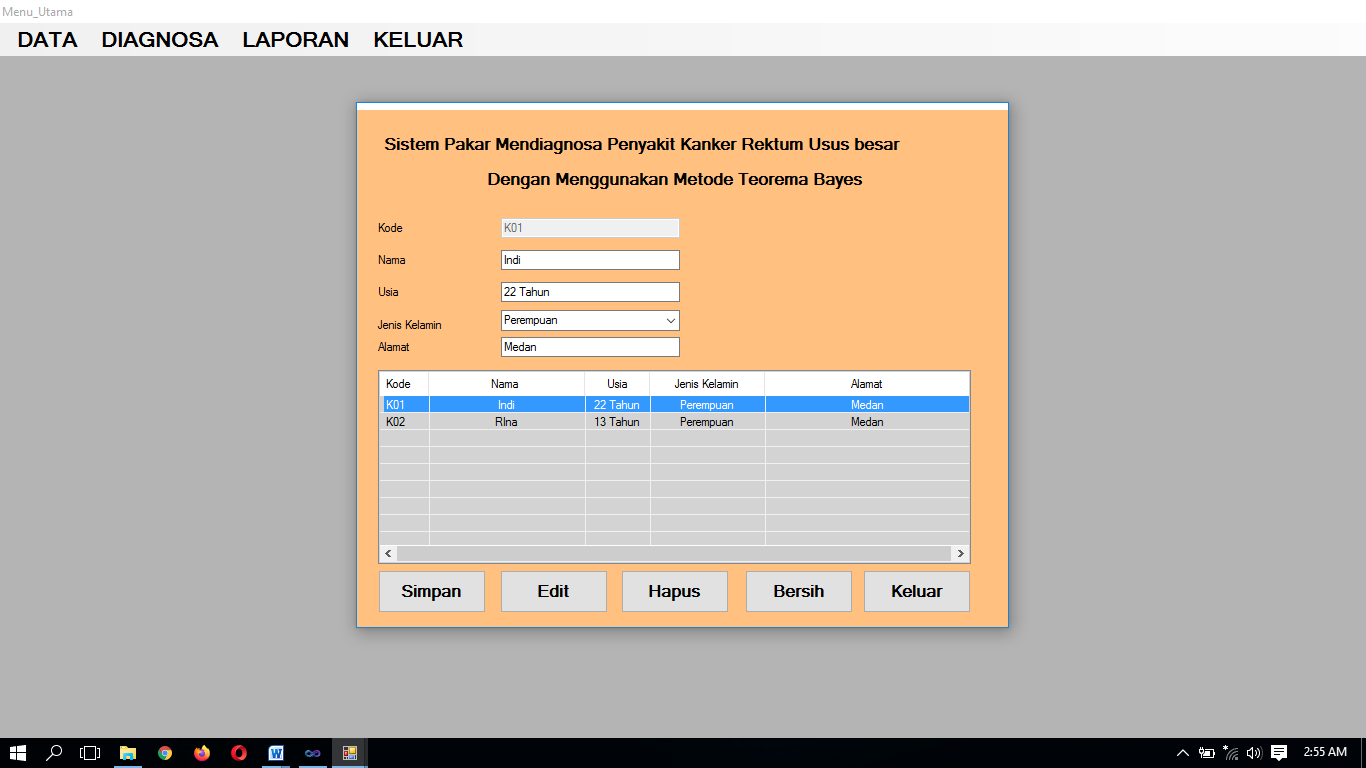 Menu_Utama
DATA DIAGNOSA LAPORAN KELUAR
Sistem Pakar Mendiagnosa Penyakit Kanker Rektum Usus besar
Dengan Menggunakan Metode Teorema Bayes
Kode K01
Nama Indi
Usia 22 Tahun
Jenis Kelamin Perempuan
Alamat Medan
Kode Nama Usia Jenis Kelamin Alamat
K01 Indi 22 Tahun Perempuan Medan
K02 RIna 13 Tahun Perempuan Medan
Simpan Edit Hapus Bersih Keluar
2:55 AM